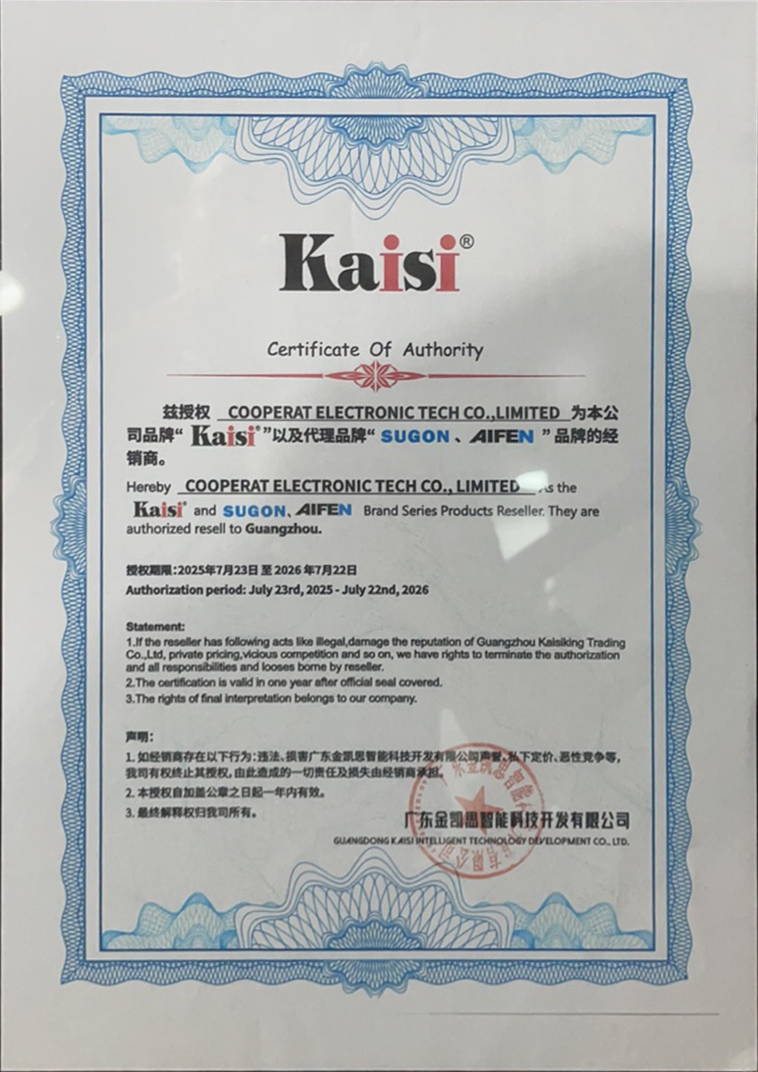 Kaisi®
Certificate Of Authority
兹授权 COOPERAT ELECTRONIC TECH CO.,LIMITED 为本公
司品牌“ Kaisi®”以及代理品牌“ SUGON 、 AIFEN ” 品牌的经
销商。
Hereby COOPERAT ELECTRONIC TECH CO., LIMITED As the
Kaisi® and SUGON、AIFEN Brand Series Products Reseller. They are
authorized resell to Guangzhou.
授权期限：2025年7月23日 至 2026 年7月22日
Authorization period: July 23rd, 2025 - July 22nd, 2026
Statement:
1.If the reseller has following acts like illegal,damage the reputation of Guangzhou Kaisiking Trading
Co.,Ltd, private pricing,vicious competition and so on, we have rights to terminate the authorization
and all responsibilities and looses borne by reseller.
2.The certification is valid in one year after official seal covered.
3.The rights of final interpretation belongs to our company.
声明：
1. 如经销商存在以下行为：违法、损害广东金凯思智能科技开发有限公司声誉、私下定价、恶性竞争等，
我司有权终止其授权，由此造成的一切责任及损失由经销商承担。
2. 本授权自加盖公章之日起一年内有效。
3. 最终解释权归我司所有。
广东金凯思智能科技开发有限公司
GUANGDONG KAISI INTELLIGENT TECHNOLOGY DEVELOPMENT CO., LTD.